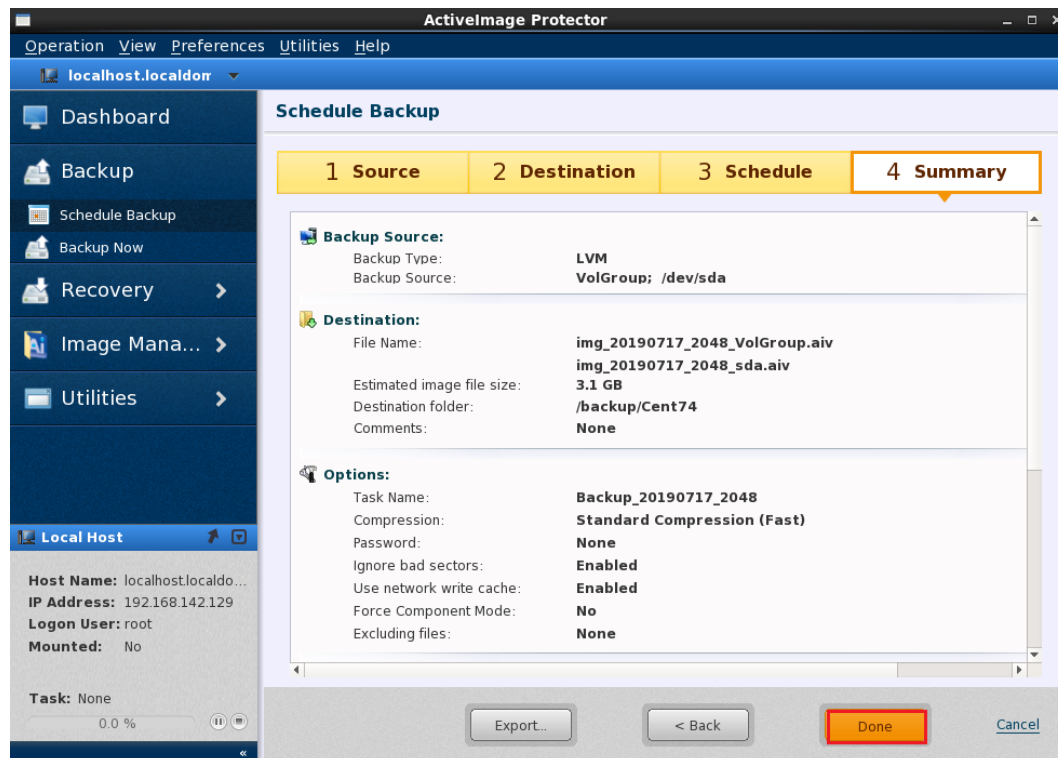 ActiveImage Protector
Operation View Preferences Utilities Help
localhost.localdom
Dashboard
Backup
Schedule Backup
Backup Now
Recovery
Image Mana...
Utilities
Local Host
Host Name: localhost.localdo...
IP Address: 192.168.142.129
Logon User: root
Mounted: No
Task: None
0.0 %
«
Schedule Backup
1 Source 2 Destination 3 Schedule 4 Summary
Backup Source:
Backup Type: LVM
Backup Source: VolGroup; /dev/sda
Destination:
File Name: img_20190717_2048_VolGroup.aiv
img_20190717_2048_sda.aiv
Estimated image file size: 3.1 GB
Destination folder: /backup/Cent74
Comments: None
Options:
Task Name: Backup_20190717_2048
Compression: Standard Compression (Fast)
Password: None
Ignore bad sectors: Enabled
Use network write cache: Enabled
Force Component Mode: No
Excluding files: None
Export... < Back Done Cancel